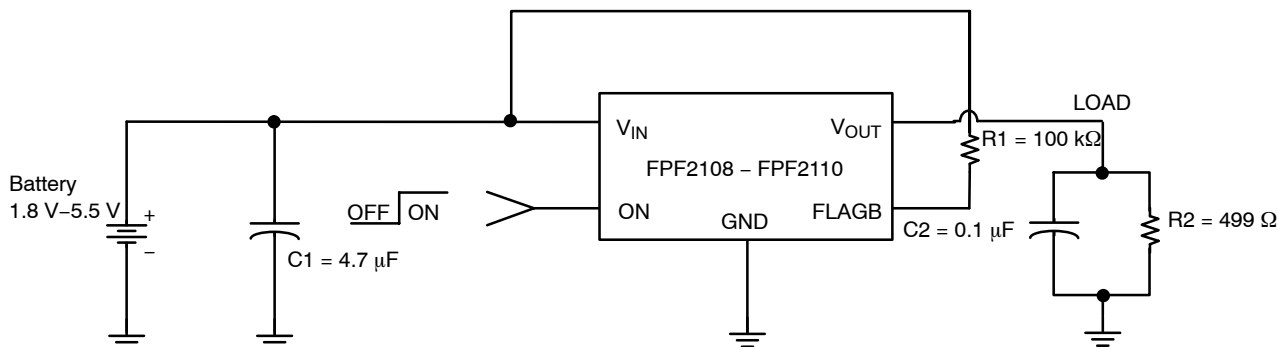 LOAD
V_IN
V_OUT
R1 = 100 kΩ
FPF2108 – FPF2110
Battery
1.8 V–5.5 V
+
–
OFF
ON
ON
GND
FLAGB
C1 = 4.7 μF
C2 = 0.1 μF
R2 = 499 Ω